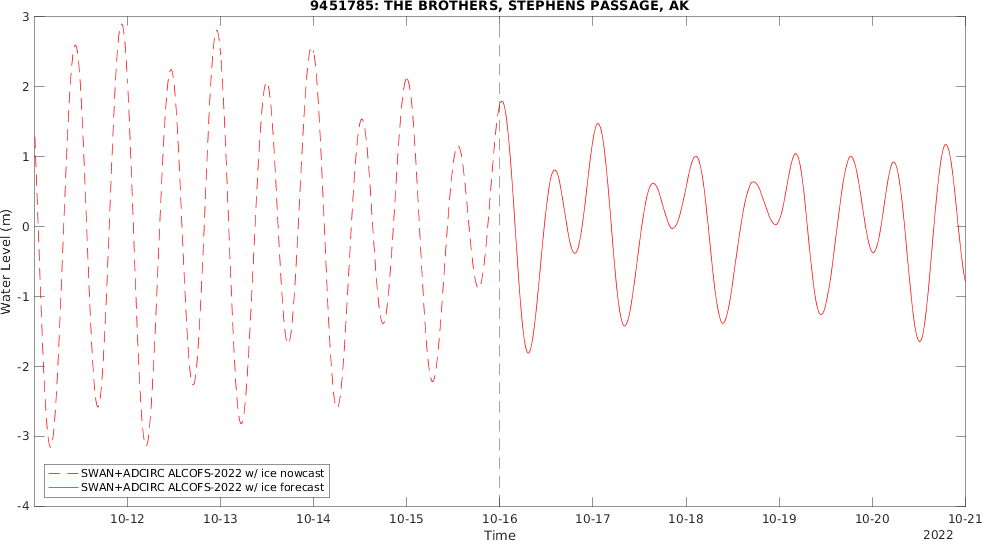 9451785: THE BROTHERS, STEPHENS PASSAGE, AK
3
2
1
0
-1
-2
-3
-4
Water Level (m)
SWAN+ADCIRC ALCOFS-2022 w/ ice nowcast
SWAN+ADCIRC ALCOFS-2022 w/ ice forecast
10-12 10-13 10-14 10-15 10-16 10-17 10-18 10-19 10-20 10-21
Time
2022